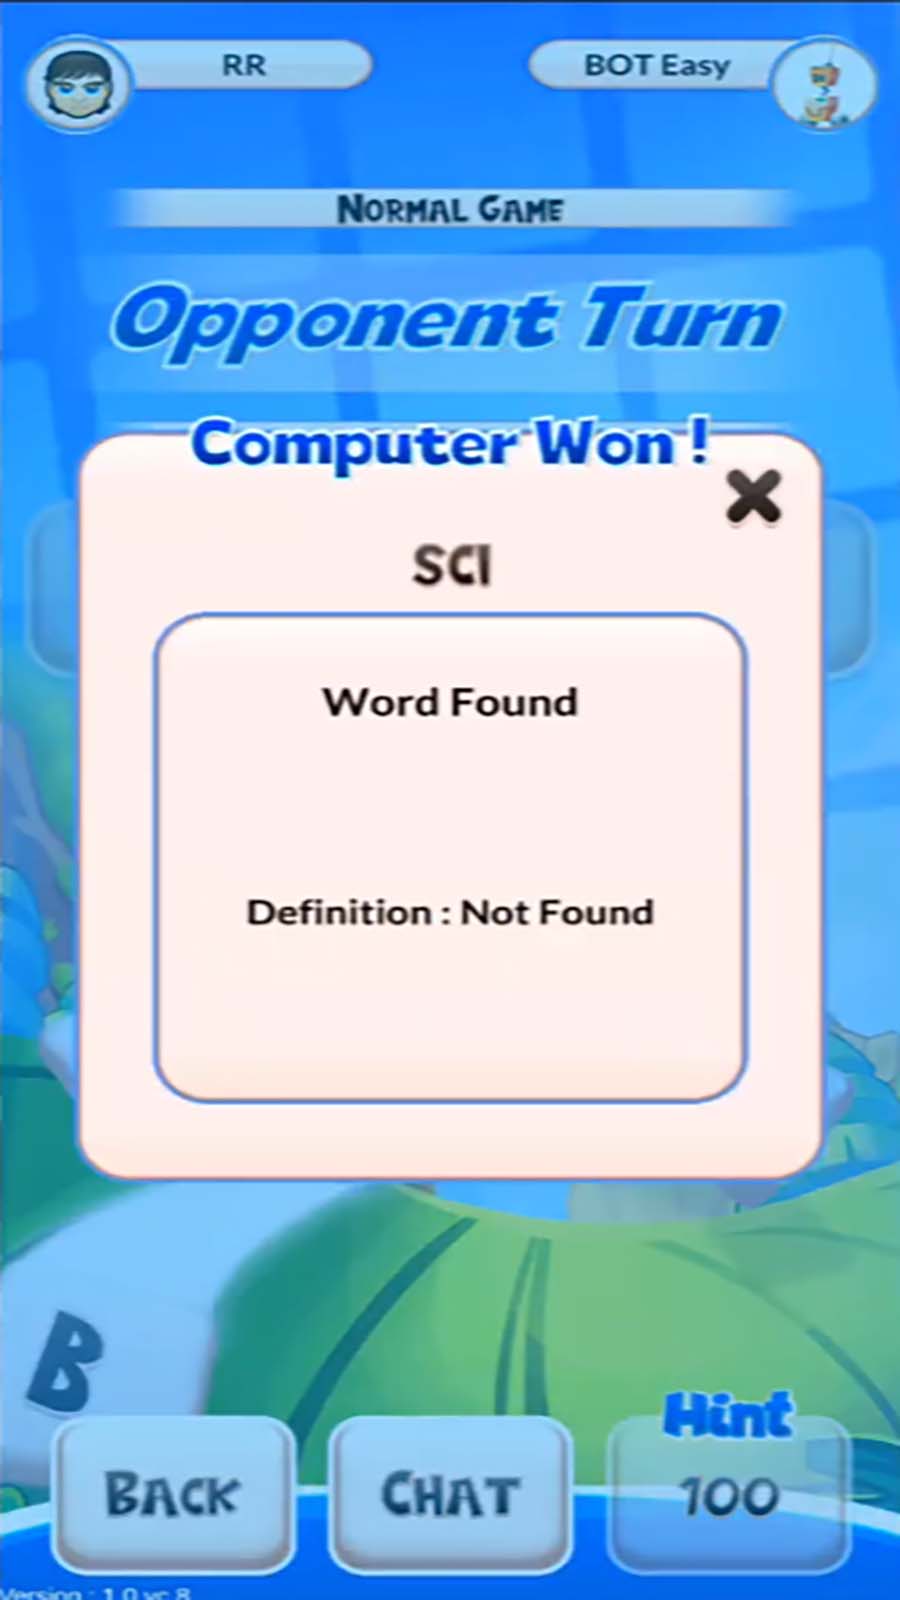 RR
BOT Easy
NORMAL GAME
Opponent Turn
Computer Won !
SCI
Word Found
Definition : Not Found
B
Hint
BACK
CHAT
100
Version : 1.0 vc 8